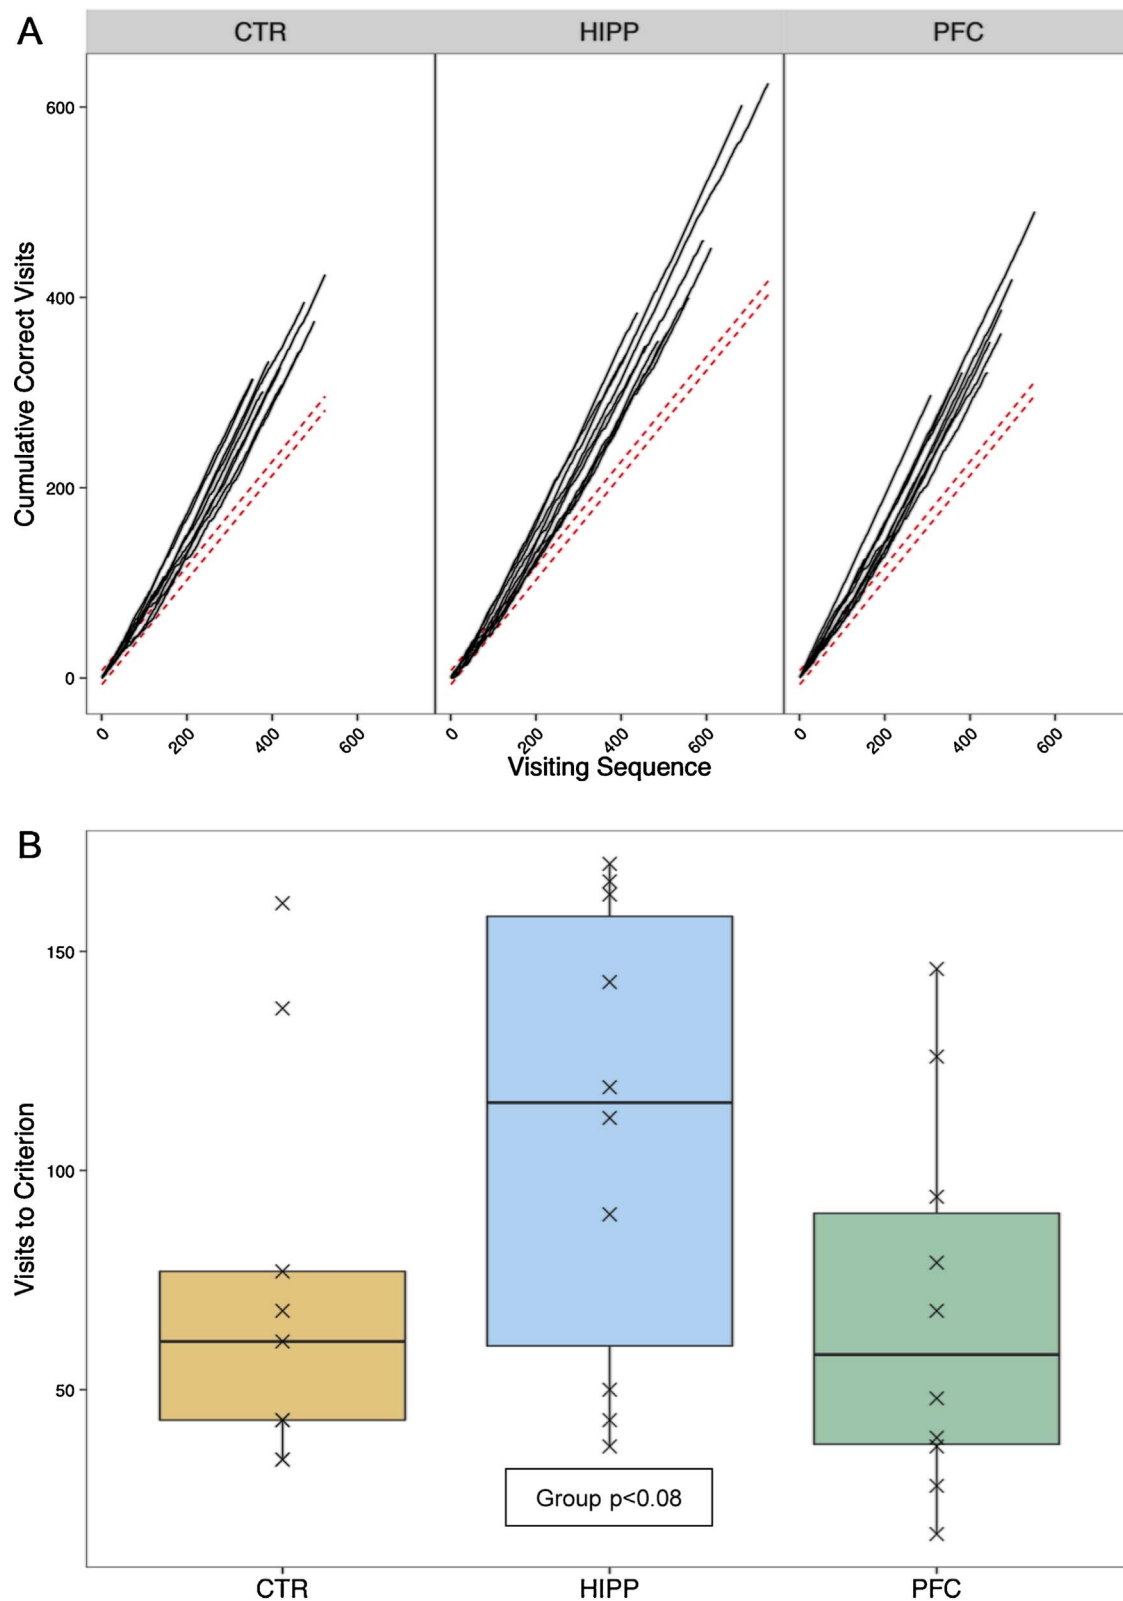 A
CTR HIPP PFC
Cumulative Correct Visits
600
400
200
0
0 200 400 600 0 200 400 600 0 200 400 600
Visiting Sequence
B
Visits to Criterion
150
100
50
Group p<0.08
CTR HIPP PFC